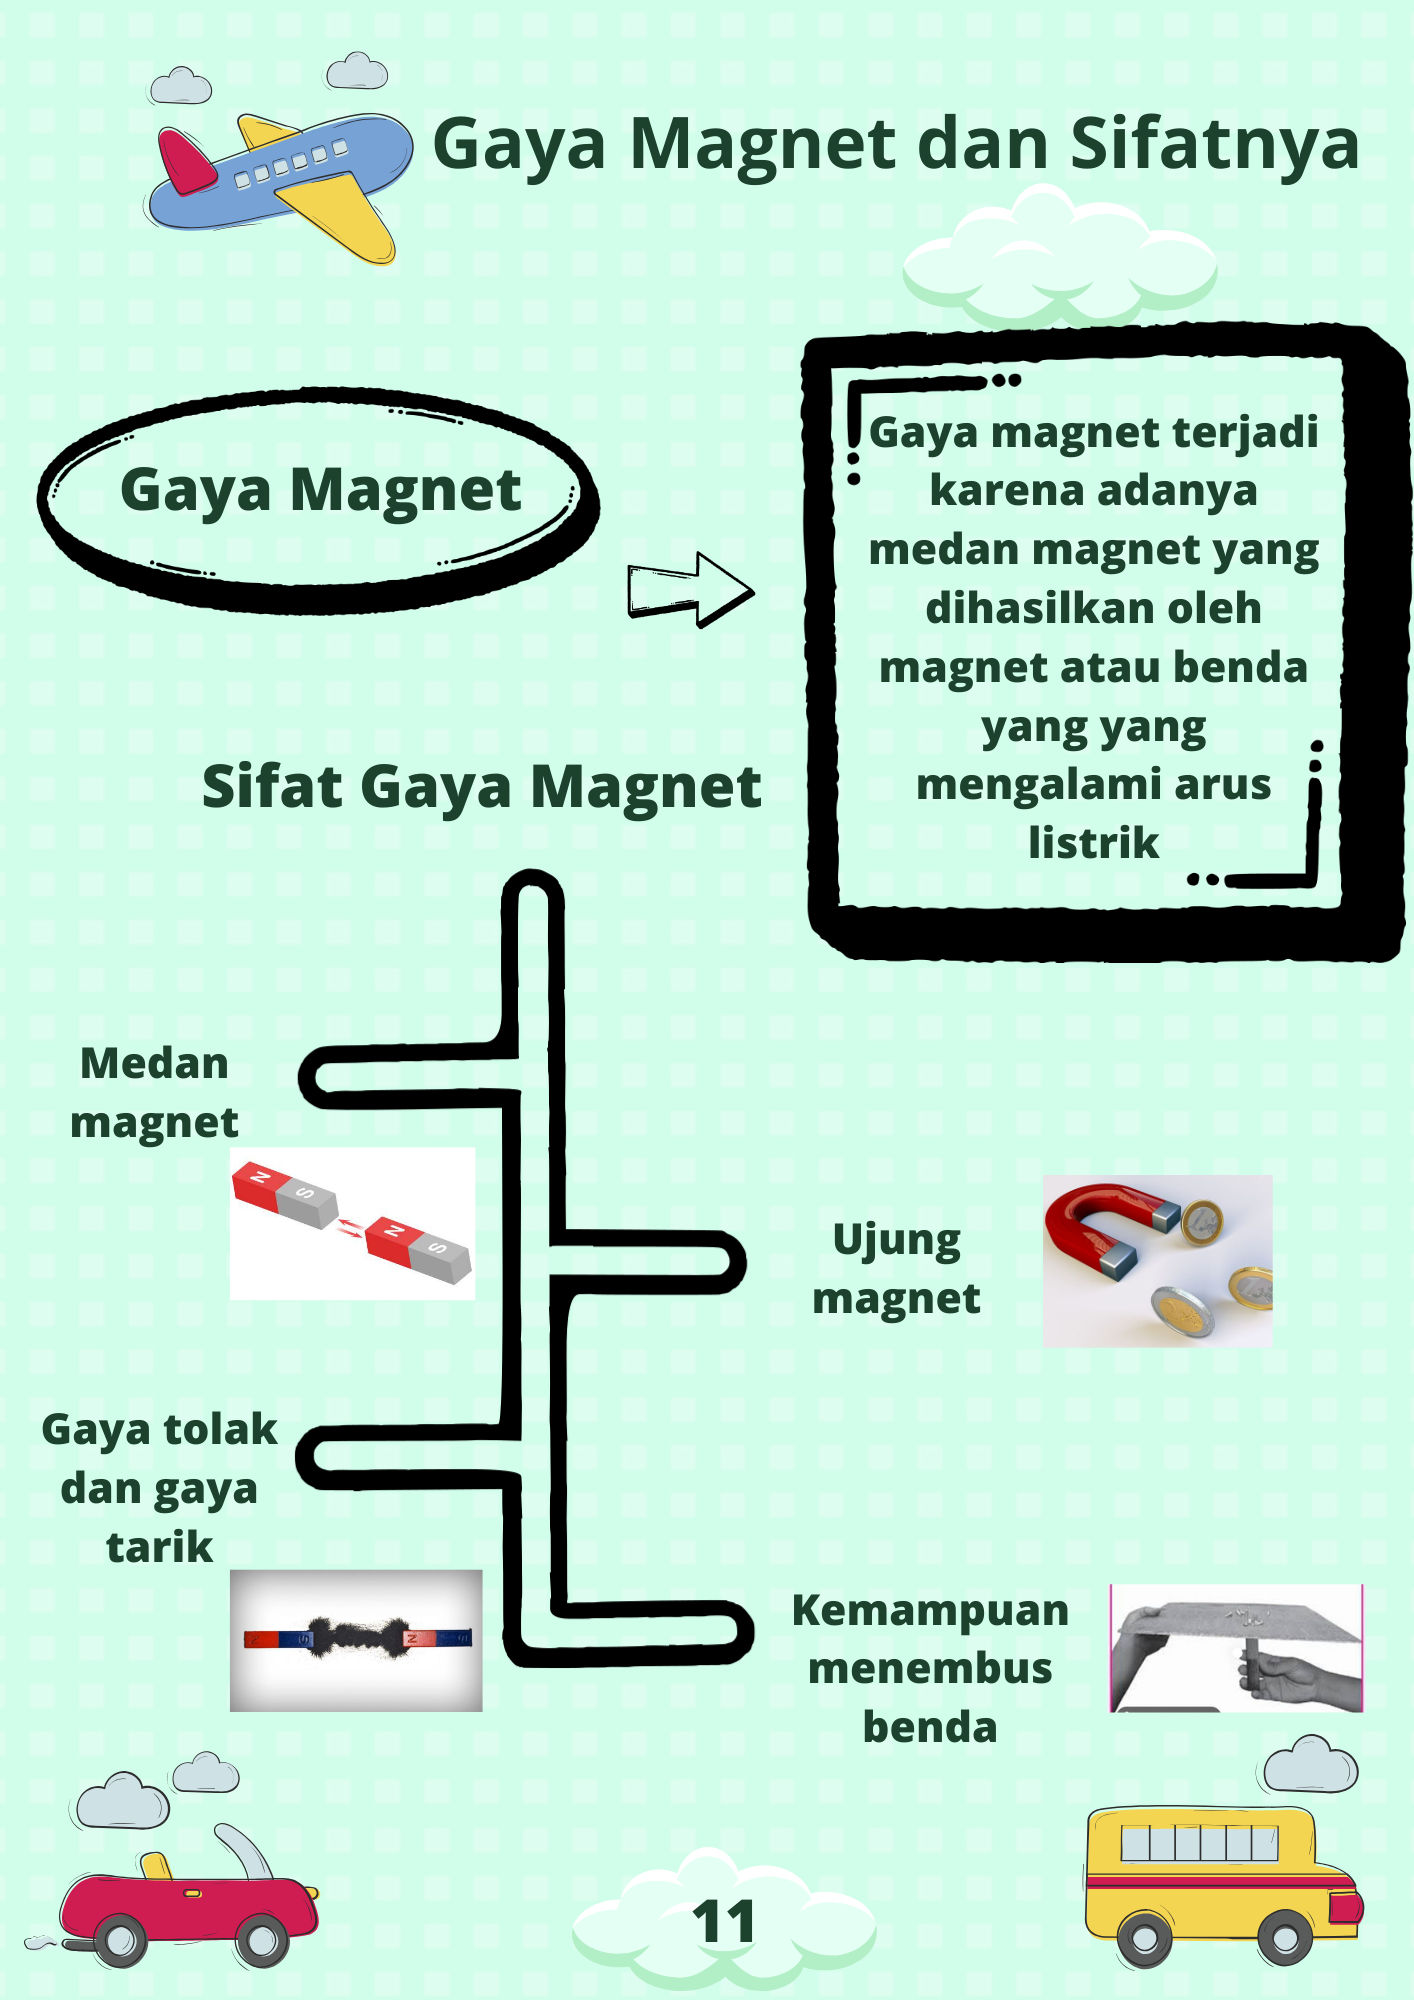 Gaya Magnet dan Sifatnya
Gaya Magnet
Gaya magnet terjadi
karena adanya
medan magnet yang
dihasilkan oleh
magnet atau benda
yang yang
mengalami arus
listrik
Sifat Gaya Magnet
Medan
magnet
N
S
N
S
Ujung
magnet
Gaya tolak
dan gaya
tarik
N
S
N
S
Kemampuan
menembus
benda
11